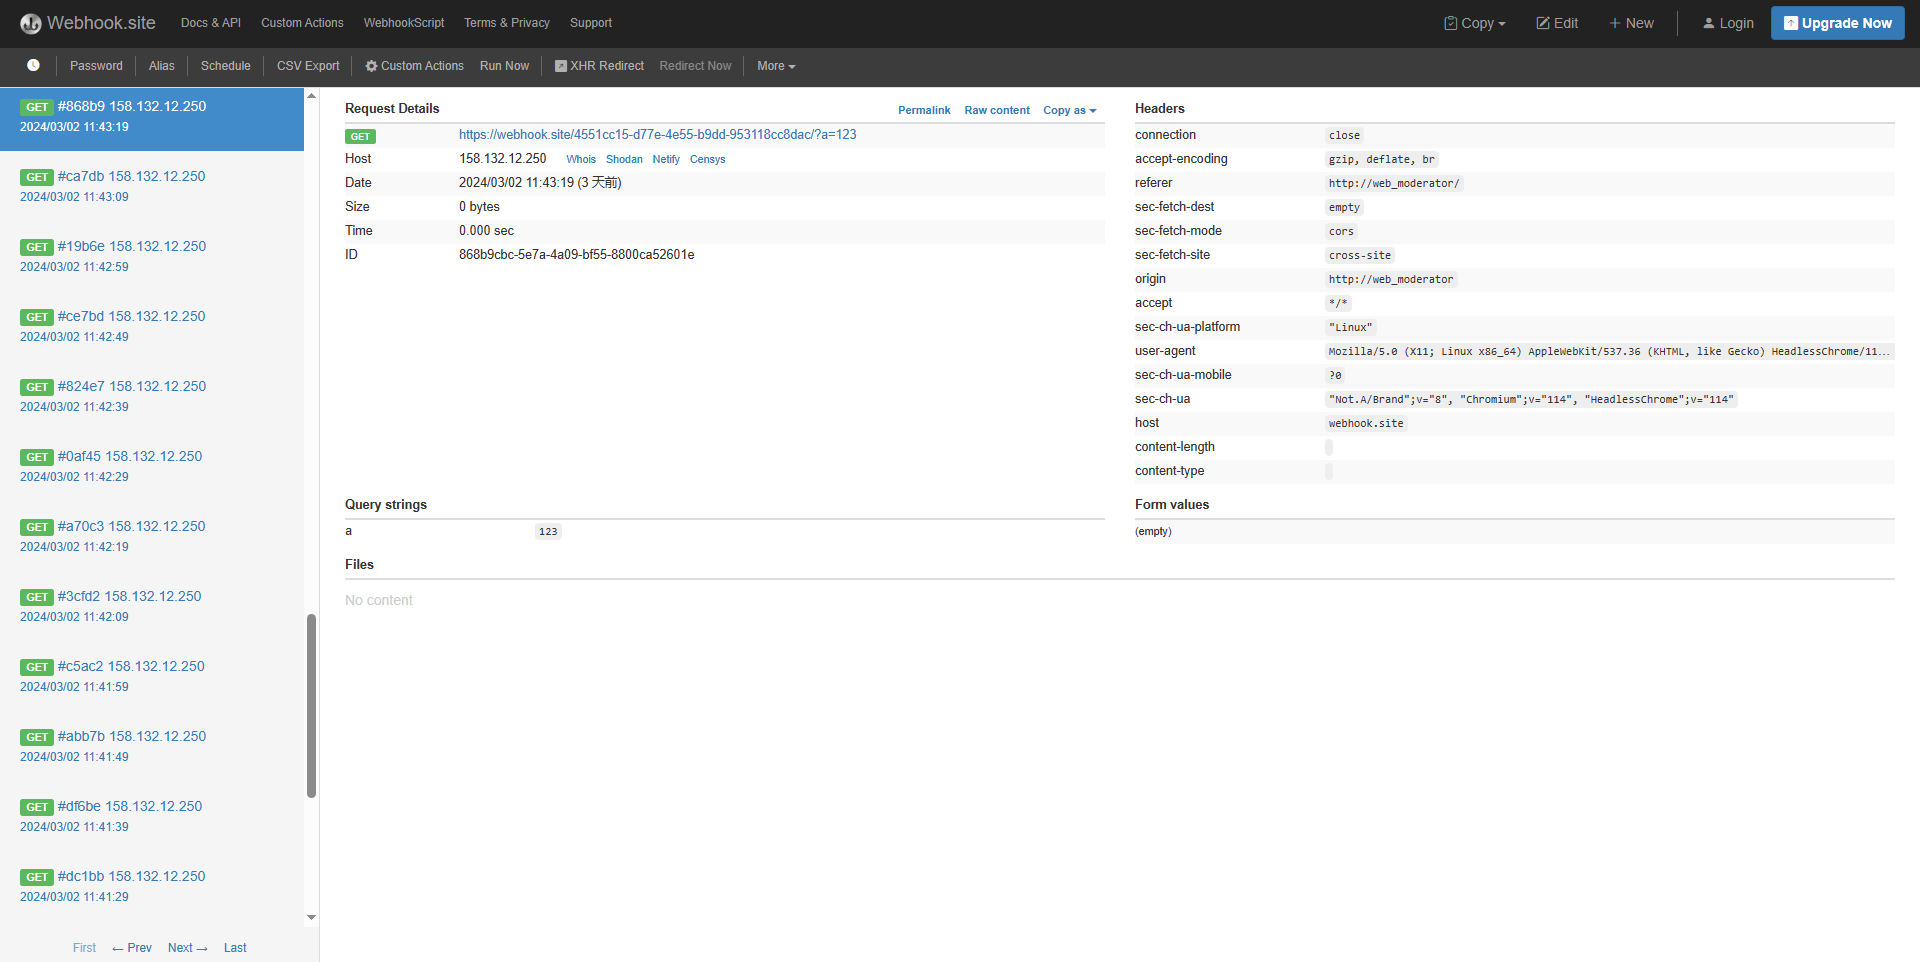 Webhook.site Docs & API Custom Actions WebhookScript Terms & Privacy Support Copy Edit New Login Upgrade Now
Password Alias Schedule CSV Export Custom Actions Run Now XHR Redirect Redirect Now More
GET #868b9 158.132.12.250
2024/03/02 11:43:19
GET #ca7db 158.132.12.250
2024/03/02 11:43:09
GET #19b6e 158.132.12.250
2024/03/02 11:42:59
GET #ce7bd 158.132.12.250
2024/03/02 11:42:49
GET #824e7 158.132.12.250
2024/03/02 11:42:39
GET #0af45 158.132.12.250
2024/03/02 11:42:29
GET #a70c3 158.132.12.250
2024/03/02 11:42:19
GET #3cfd2 158.132.12.250
2024/03/02 11:42:09
GET #c5ac2 158.132.12.250
2024/03/02 11:41:59
GET #abb7b 158.132.12.250
2024/03/02 11:41:49
GET #df6be 158.132.12.250
2024/03/02 11:41:39
GET #dc1bb 158.132.12.250
2024/03/02 11:41:29
First ← Prev Next → Last
Request Details Permalink Raw content Copy as
GET https://webhook.site/4551cc15-d77e-4e55-b9dd-953118cc8dac/?a=123
Host 158.132.12.250 Whois Shodan Netify Censys
Date 2024/03/02 11:43:19 (3 天前)
Size 0 bytes
Time 0.000 sec
ID 868b9cbc-5e7a-4a09-bf55-8800ca52601e
Headers
connection close
accept-encoding gzip, deflate, br
referer http://web_moderator/
sec-fetch-dest empty
sec-fetch-mode cors
sec-fetch-site cross-site
origin http://web_moderator
accept */*
sec-ch-ua-platform "Linux"
user-agent Mozilla/5.0 (X11; Linux x86_64) AppleWebKit/537.36 (KHTML, like Gecko) HeadlessChrome/11...
sec-ch-ua-mobile ?0
sec-ch-ua "Not.A/Brand";v="8", "Chromium";v="114", "HeadlessChrome";v="114"
host webhook.site
content-length
content-type
Query strings
a 123
Form values
(empty)
Files
No content